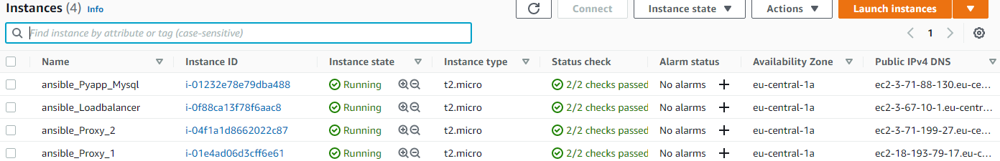 Instances (4) Info Connect Instance state Actions Launch instances
Find instance by attribute or tag (case-sensitive) 1
Name Instance ID Instance state Instance type Status check Alarm status Availability Zone Public IPv4 DNS
ansible_Pyapp_Mysql i-01232e78e79dba488 Running t2.micro 2/2 checks passed No alarms + eu-central-1a ec2-3-71-88-130.eu-ce...
ansible_Loadbalancer i-0f88ca13f78f6aac8 Running t2.micro 2/2 checks passed No alarms + eu-central-1a ec2-3-67-10-1.eu-centr...
ansible_Proxy_2 i-04f1a1d8662022c87 Running t2.micro 2/2 checks passed No alarms + eu-central-1a ec2-3-71-199-27.eu-ce...
ansible_Proxy_1 i-01e4ad06d3cff6e61 Running t2.micro 2/2 checks passed No alarms + eu-central-1a ec2-18-193-79-17.eu-c...